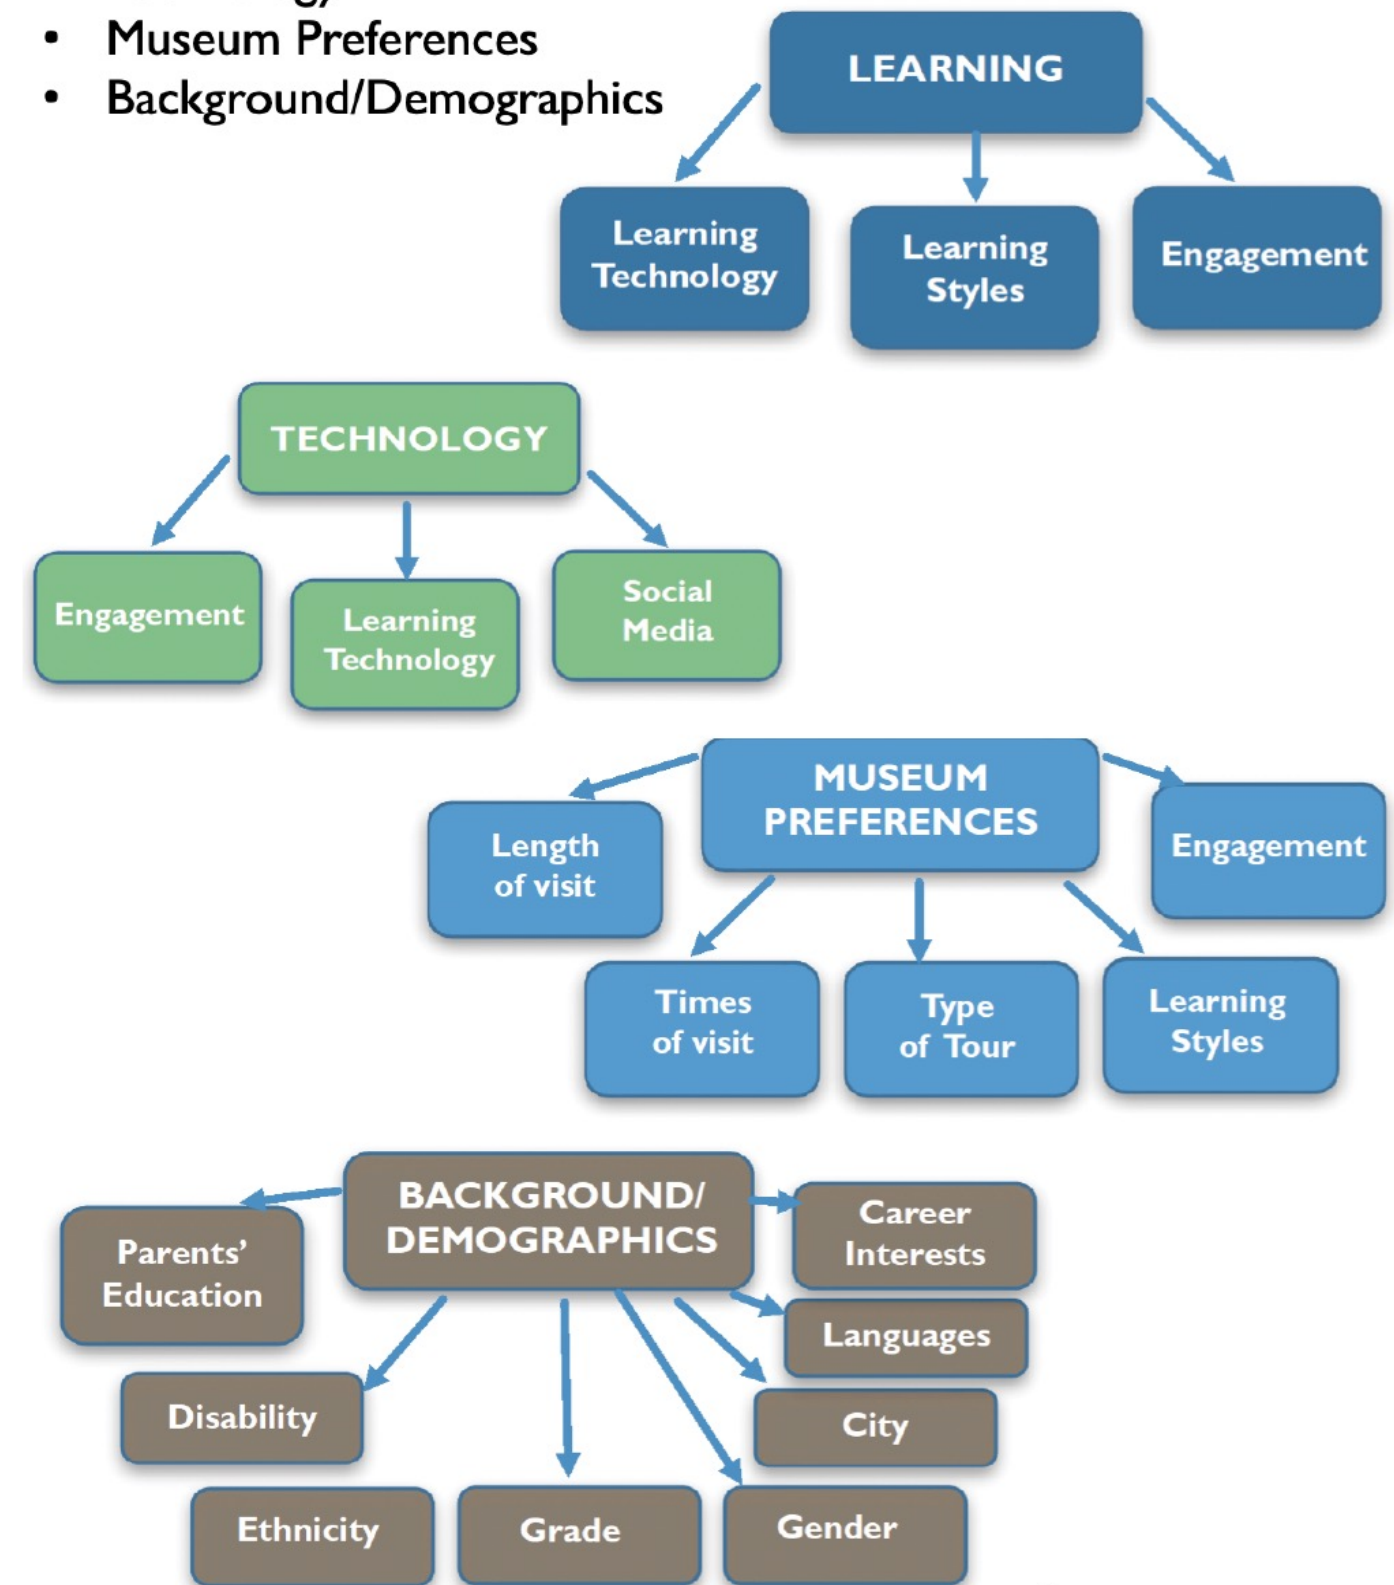 • Museum Preferences
• Background/Demographics
LEARNING
Learning
Technology
Learning
Styles
Engagement
TECHNOLOGY
Engagement
Learning
Technology
Social
Media
MUSEUM
PREFERENCES
Length
of visit
Engagement
Times
of visit
Type
of Tour
Learning
Styles
BACKGROUND/
DEMOGRAPHICS
Parents’
Education
Career
Interests
Languages
Disability
City
Ethnicity
Grade
Gender